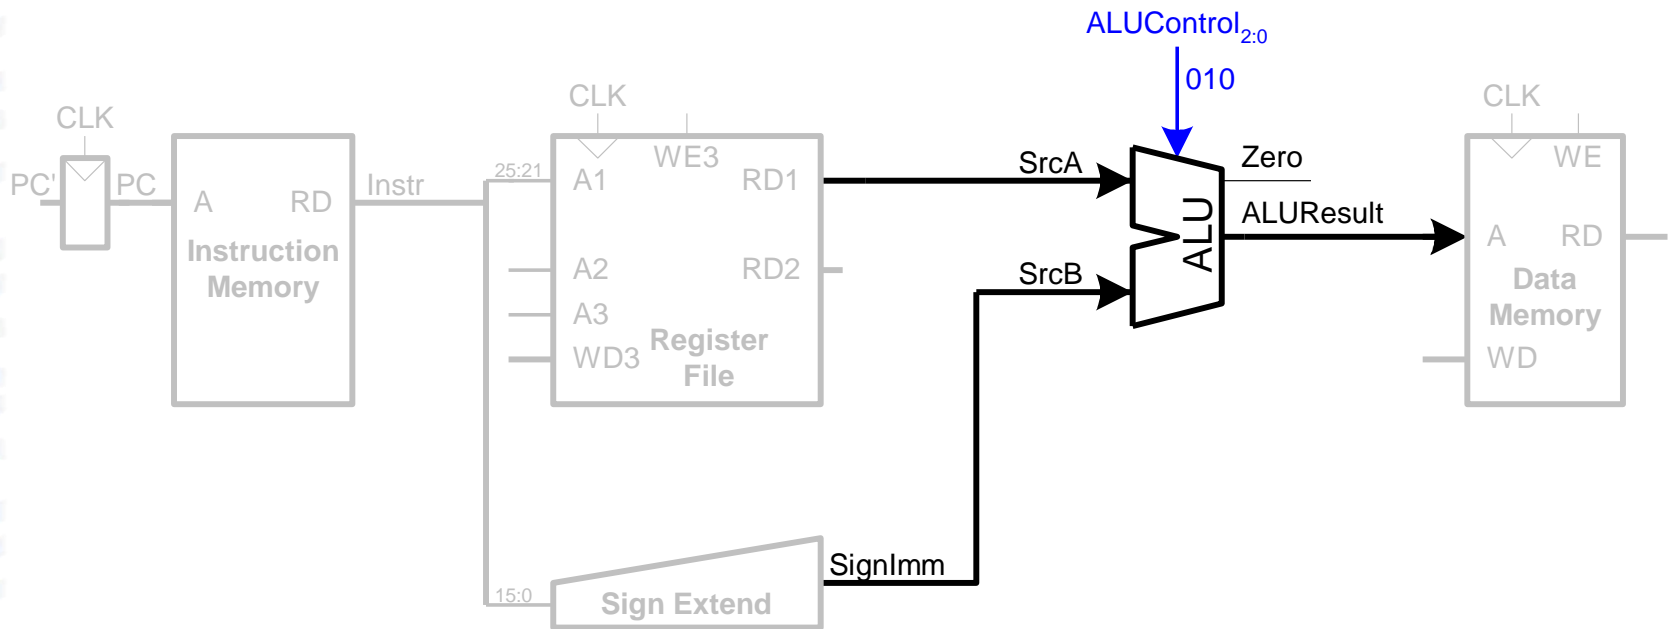 ALUControl2:0
010
CLK
CLK
CLK
PC'
PC
A
RD
Instr
Instruction
Memory
25:21
A1
WE3
RD1
A2
RD2
A3
WD3
Register
File
SrcA
SrcB
ALU
Zero
ALUResult
WE
A
RD
Data
Memory
WD
SignImm
15:0
Sign Extend